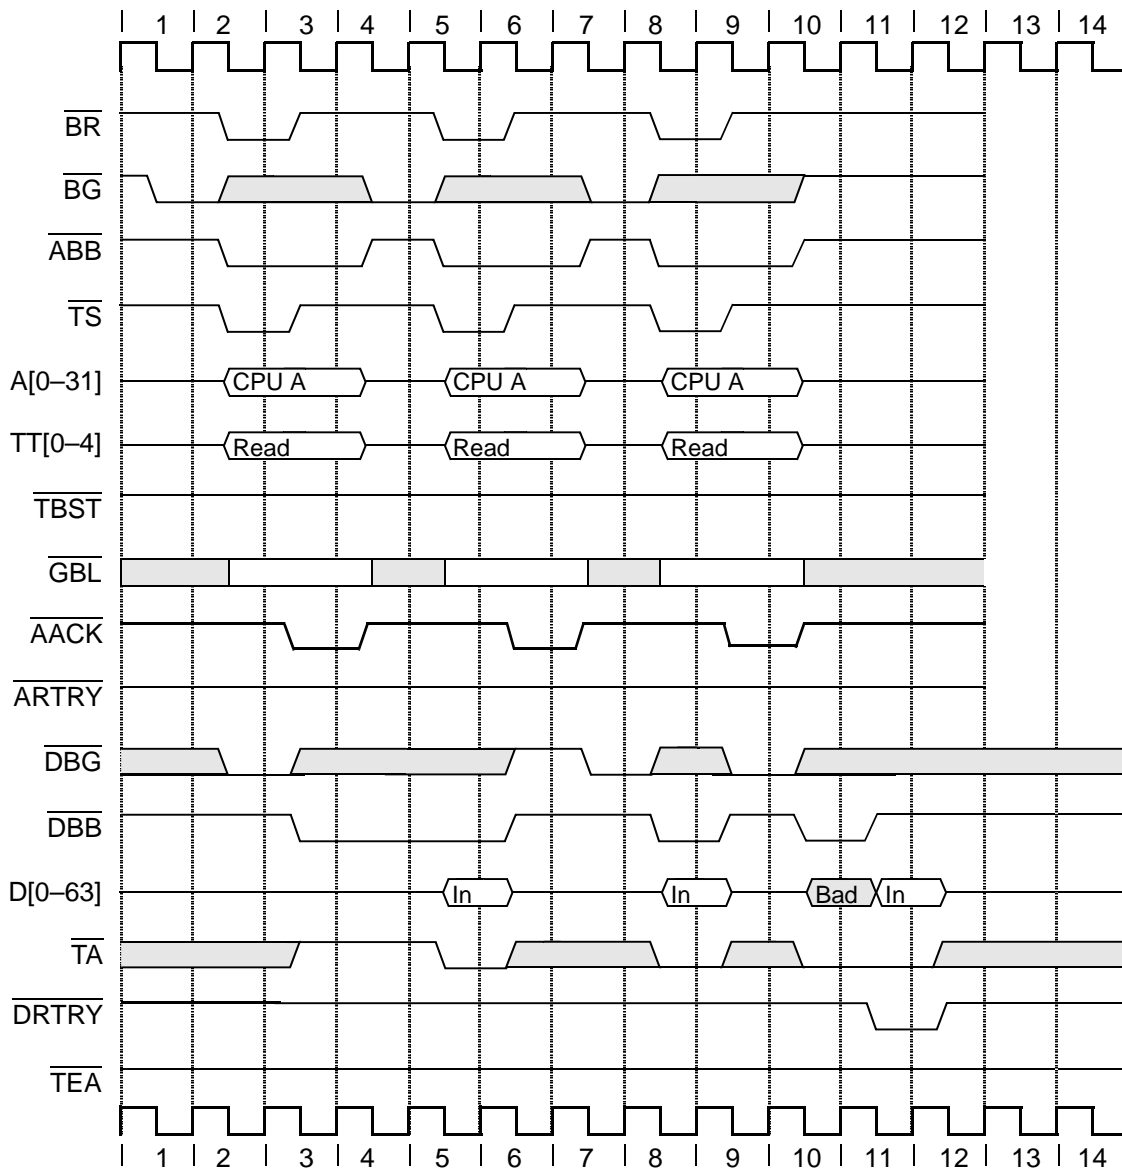 1 2 3 4 5 6 7 8 9 10 11 12 13 14
BR
BG
ABB
TS
A[0–31] CPU A CPU A CPU A
TT[0–4] Read Read Read
TBST
GBL
AACK
ARTRY
DBG
DBB
D[0–63] In In Bad In
TA
DRTRY
TEA
1 2 3 4 5 6 7 8 9 10 11 12 13 14